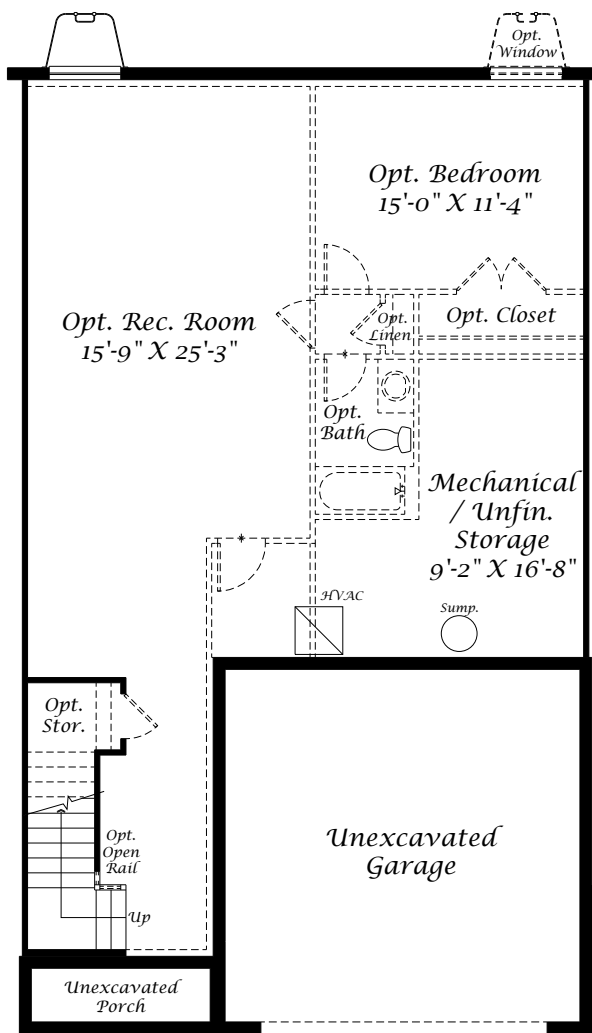 Opt.
Window
Opt. Bedroom
15'-0" X 11'-4"
Opt. Rec. Room
15'-9" X 25'-3"
Opt.
Linen
Opt. Closet
Opt.
Bath
Mechanical
/ Unfin.
Storage
9'-2" X 16'-8"
HVAC
Sump.
Opt.
Stor.
Opt.
Open
Rail
Up
Unexcavated
Garage
Unexcavated
Porch